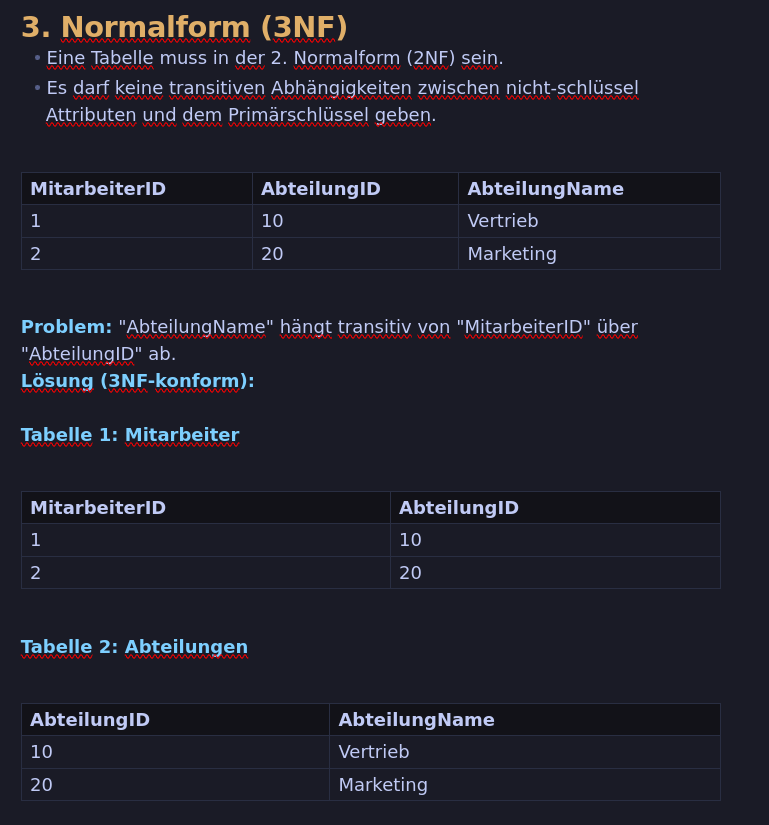 3. Normalform (3NF)
• Eine Tabelle muss in der 2. Normalform (2NF) sein.
• Es darf keine transitiven Abhängigkeiten zwischen nicht-schlüssel
Attributen und dem Primärschlüssel geben.
MitarbeiterID AbteilungID AbteilungName
1 10 Vertrieb
2 20 Marketing
Problem: "AbteilungName" hängt transitiv von "MitarbeiterID" über
"AbteilungID" ab.
Lösung (3NF-konform):
Tabelle 1: Mitarbeiter
MitarbeiterID AbteilungID
1 10
2 20
Tabelle 2: Abteilungen
AbteilungID AbteilungName
10 Vertrieb
20 Marketing